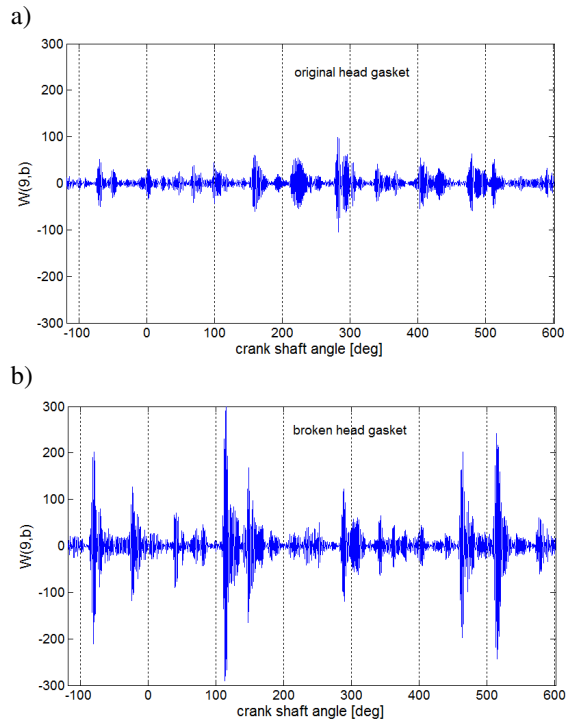 a)
300
original head gasket
200
100
W(9,b)
0
-100
-200
-300
-100 0 100 200 300 400 500 600
crank shaft angle [deg]
b)
300
broken head gasket
200
100
W(9,b)
0
-100
-200
-300
-100 0 100 200 300 400 500 600
crank shaft angle [deg]